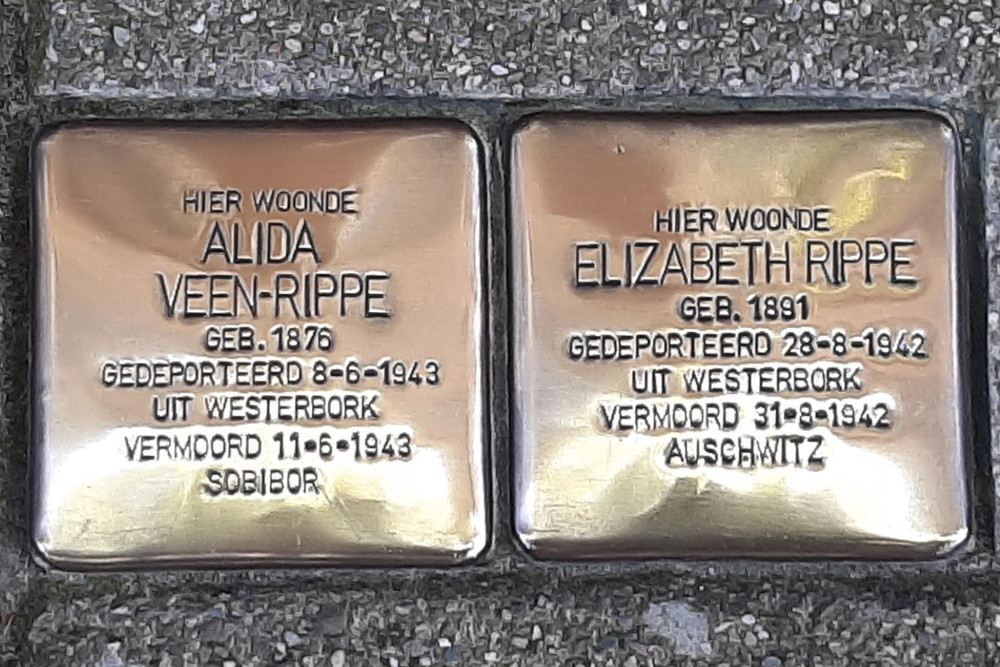 HIER WOONDE
ALIDA
VEEN-RIPPE
GEB. 1876
GEDEPORTEERD 8-6-1943
UIT WESTERBORK
VERMOORD 11-6-1943
SOBIBOR
HIER WOONDE
ELIZABETH RIPPE
GEB. 1891
GEDEPORTEERD 28-8-1942
UIT WESTERBORK
VERMOORD 31-8-1942
AUSCHWITZ